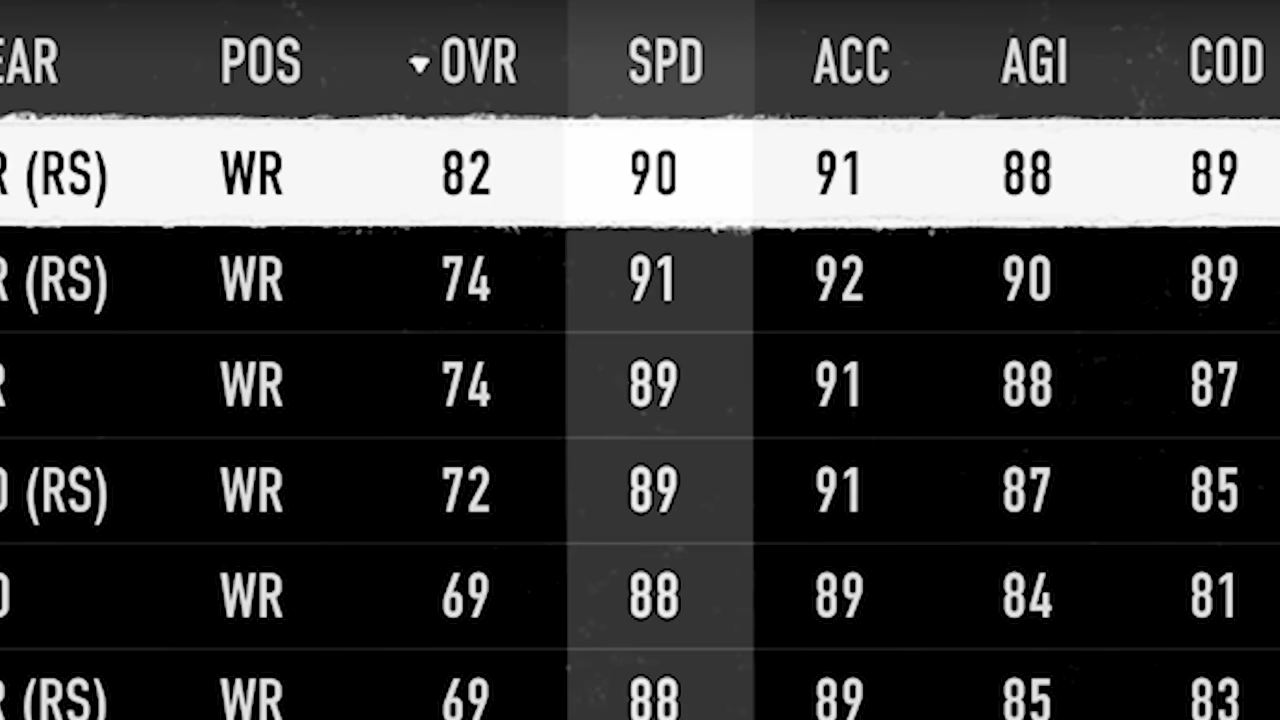 EAR POS OVR SPD ACC AGI COD
R (RS) WR 82 90 91 88 89
R (RS) WR 74 91 92 90 89
R WR 74 89 91 88 87
(RS) WR 72 89 91 87 85
WR 69 88 89 84 81
R (RS) WR 69 88 89 85 83